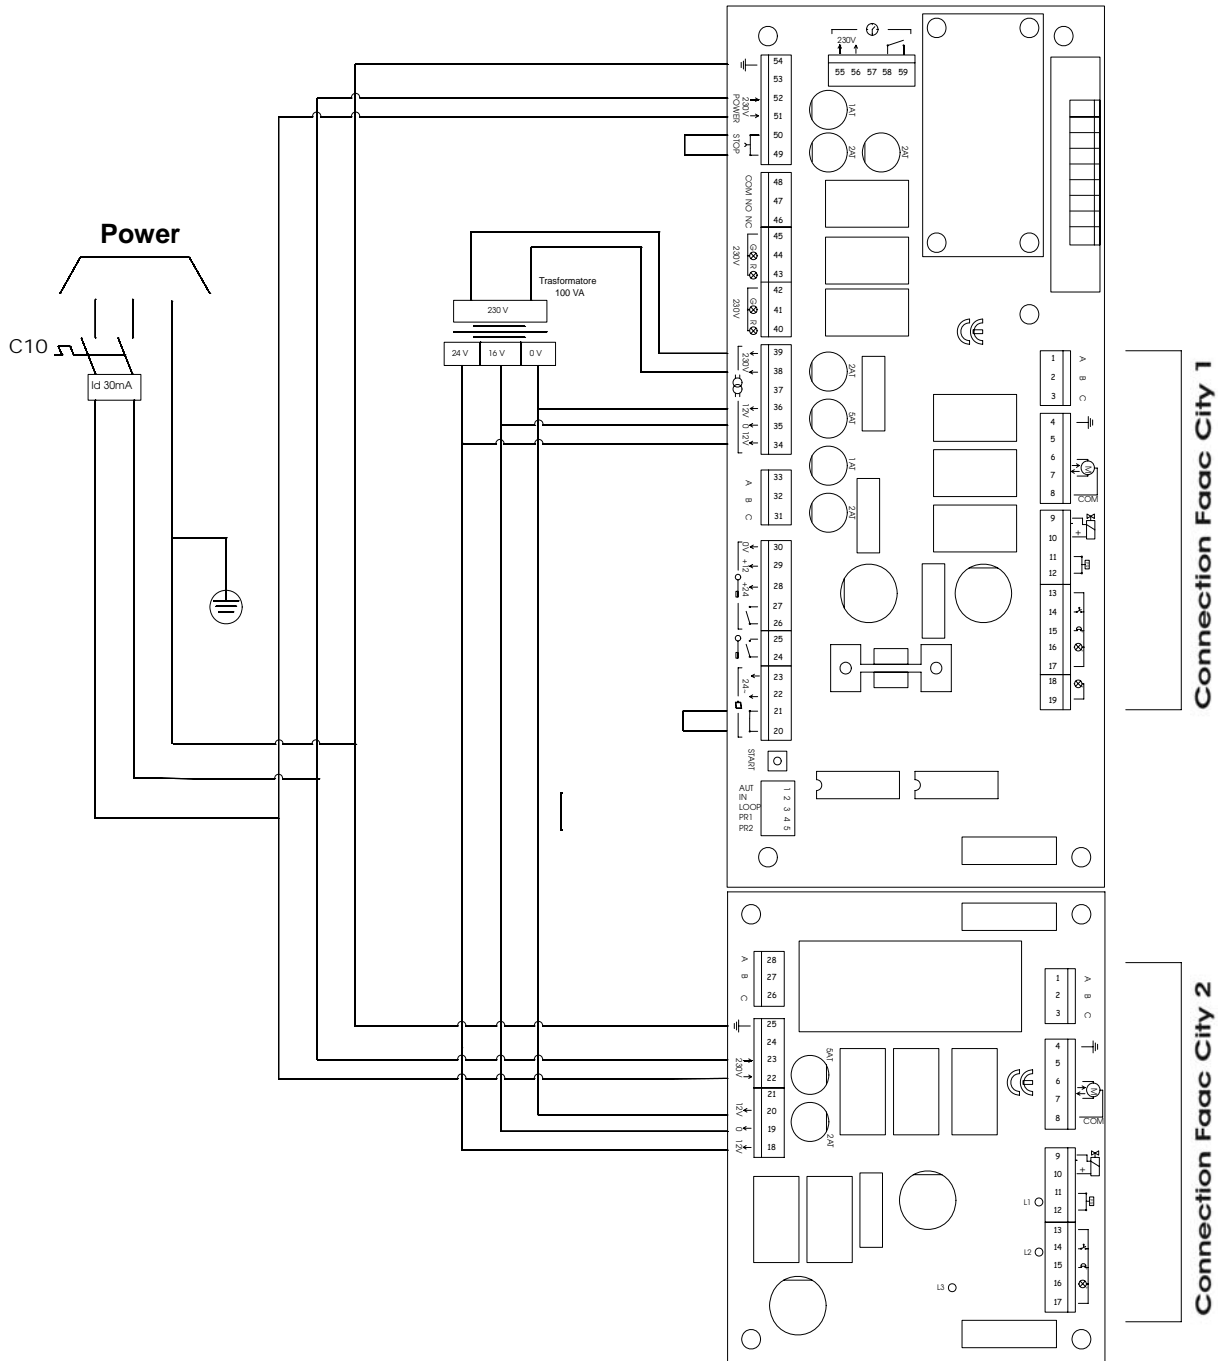 Power
C10
Id 30mA
Trasformatore
100 VA
230 V
24 V 16 V 0 V
230V
55 56 57 58 59
54
53
52
51
50
49
POWER
230V
STOP
1AT
2AT
2AT
48
47
46
COM NO NC
45
44
43
230V
G
R
42
41
40
230V
G
R
39
38
37
36
35
34
230V
12V 0 12V
2AT
5AT
1AT
2AT
33
32
31
A
B
C
30
29
28
27
26
0V
+12
+24
25
24
23
22
21
20
24~
START
AUT
IN
LOOP
PR1
PR2
1
2
3
4
5
1
2
3
A
B
C
4
5
6
7
8
M
COM
9
10
+
11
12
13
14
15
16
17
18
19
Connection Faac City 1
28
27
26
A
B
C
25
24
23
22
230V
21
20
19
18
12V
0
12V
5AT
2AT
1
2
3
A
B
C
4
5
6
7
8
M
COM
9
10
+
11
12
L1
13
14
15
16
17
L2
L3
Connection Faac City 2